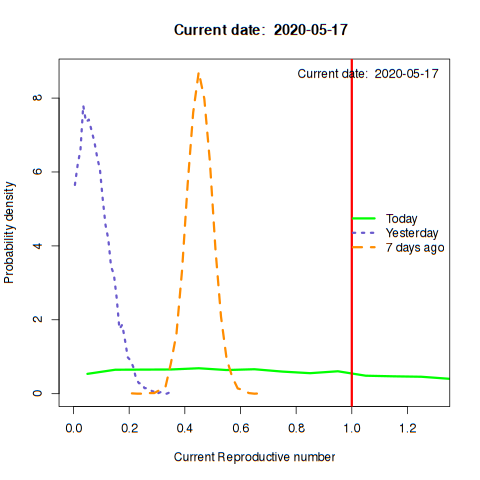 Current date:  2020-05-17
Current date:  2020-05-17
Probability density
8
6
4
2
0
Today
Yesterday
7 days ago
0.0 0.2 0.4 0.6 0.8 1.0 1.2
Current Reproductive number